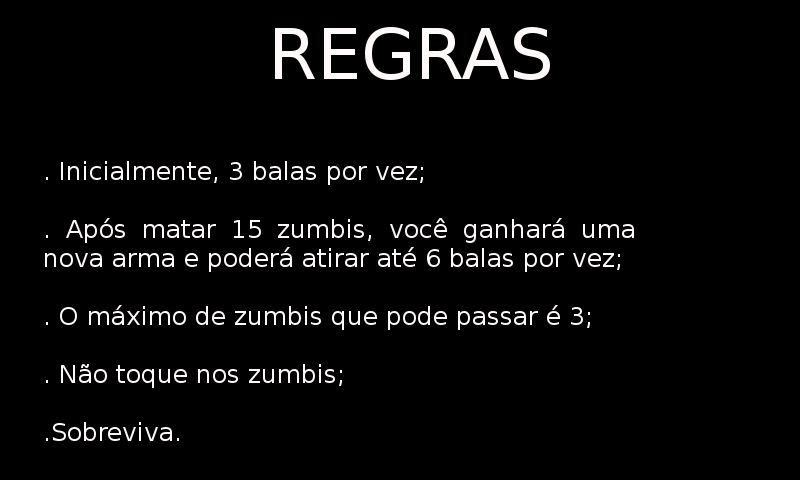 REGRAS
. Inicialmente, 3 balas por vez;
. Após matar 15 zumbis, você ganhará uma
nova arma e poderá atirar até 6 balas por vez;
. O máximo de zumbis que pode passar é 3;
. Não toque nos zumbis;
.Sobreviva.